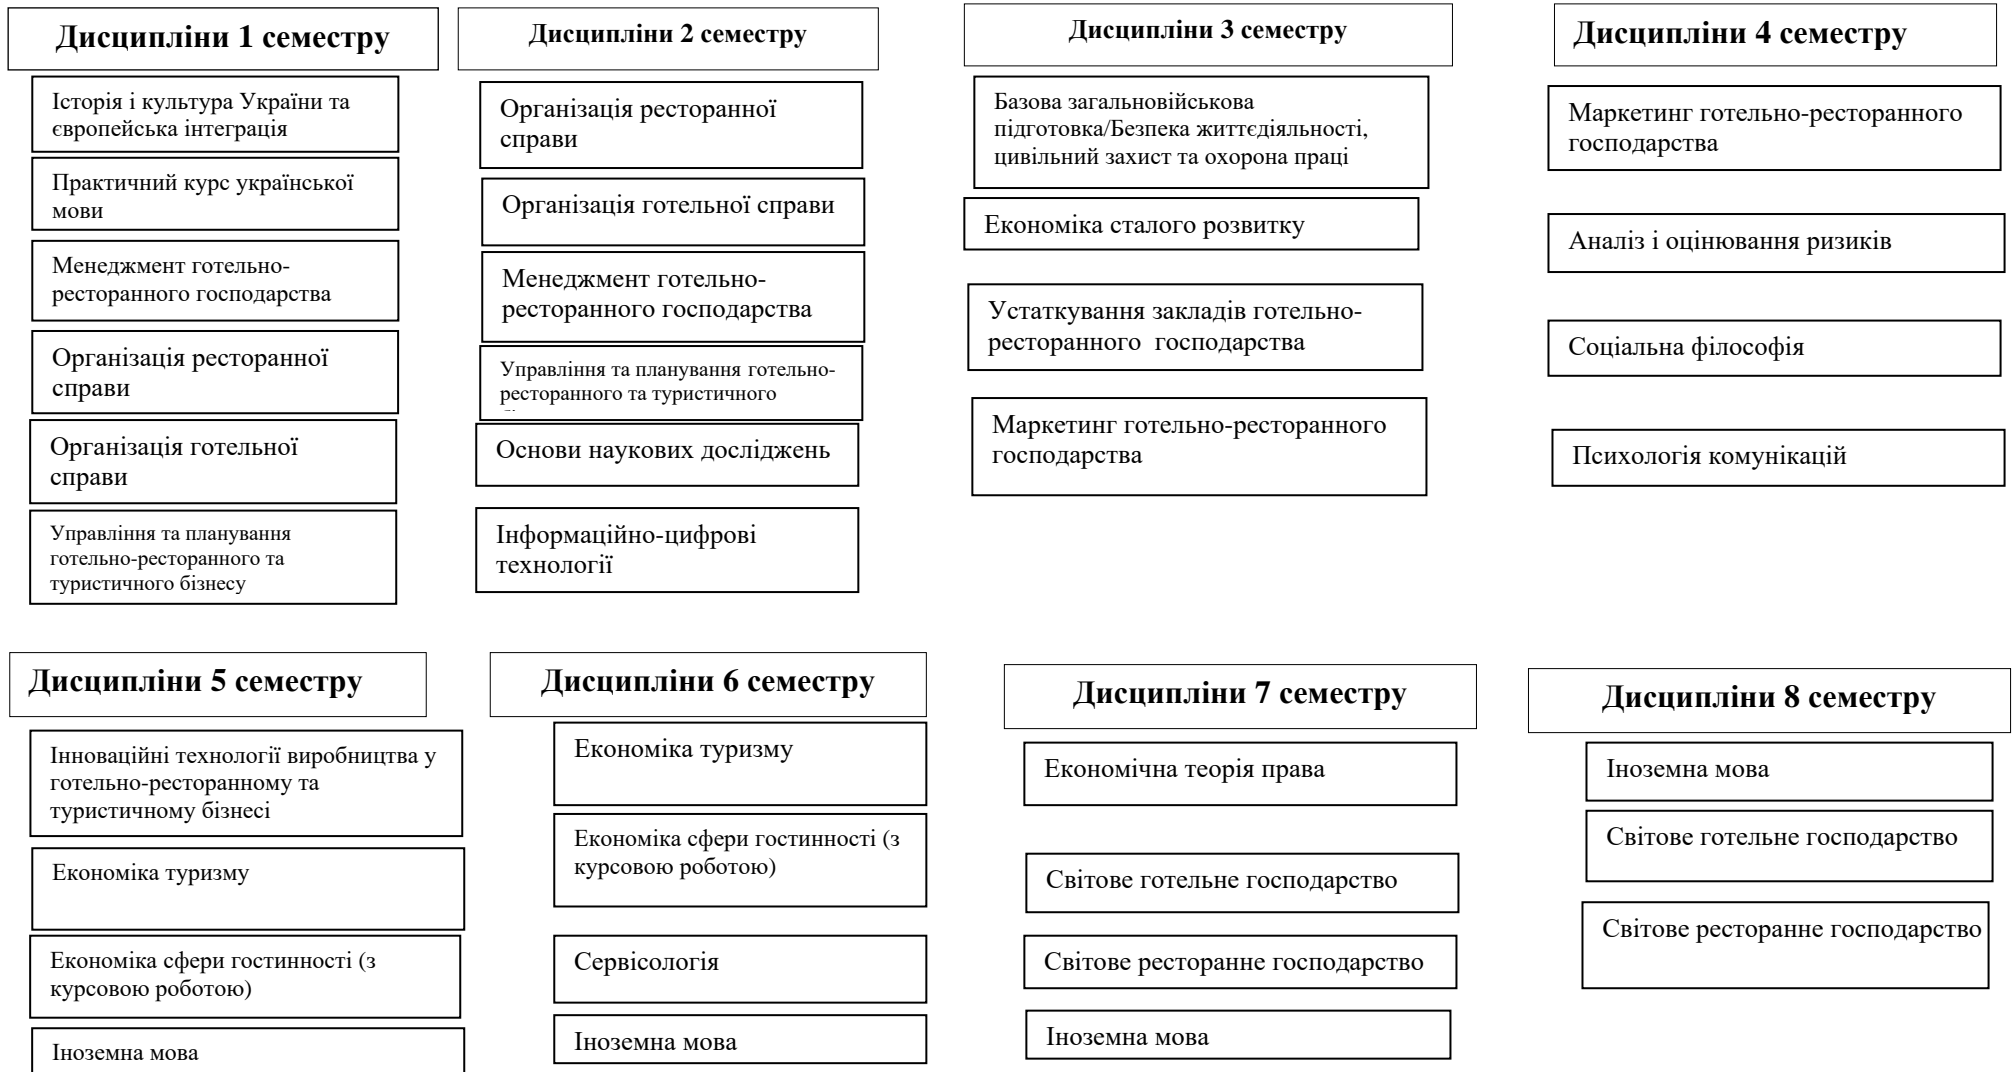 Дисципліни 1 семестру
Історія і культура України та
європейська інтеграція
Практичний курс української
мови
Менеджмент готельно-
ресторанного господарства
Організація ресторанної
справи
Організація готельної
справи
Управління та планування
готельно-ресторанного та
туристичного бізнесу
Дисципліни 2 семестру
Організація ресторанної
справи
Організація готельної справи
Менеджмент готельно-
ресторанного господарства
Управління та планування готельно-
ресторанного та туристичного
Основи наукових досліджень
Інформаційно-цифрові
технології
Дисципліни 3 семестру
Базова загальновійськова
підготовка/Безпека життєдіяльності,
цивільний захист та охорона праці
Економіка сталого розвитку
Устаткування закладів готельно-
ресторанного господарства
Маркетинг готельно-ресторанного
господарства
Дисципліни 4 семестру
Маркетинг готельно-ресторанного
господарства
Аналіз і оцінювання ризиків
Соціальна філософія
Психологія комунікацій
Дисципліни 5 семестру
Інноваційні технології виробництва у
готельно-ресторанному та
туристичному бізнесі
Економіка туризму
Економіка сфери гостинності (з
курсовою роботою)
Іноземна мова
Дисципліни 6 семестру
Економіка туризму
Економіка сфери гостинності (з
курсовою роботою)
Сервісологія
Іноземна мова
Дисципліни 7 семестру
Економічна теорія права
Світове готельне господарство
Світове ресторанне господарство
Іноземна мова
Дисципліни 8 семестру
Іноземна мова
Світове готельне господарство
Світове ресторанне господарство